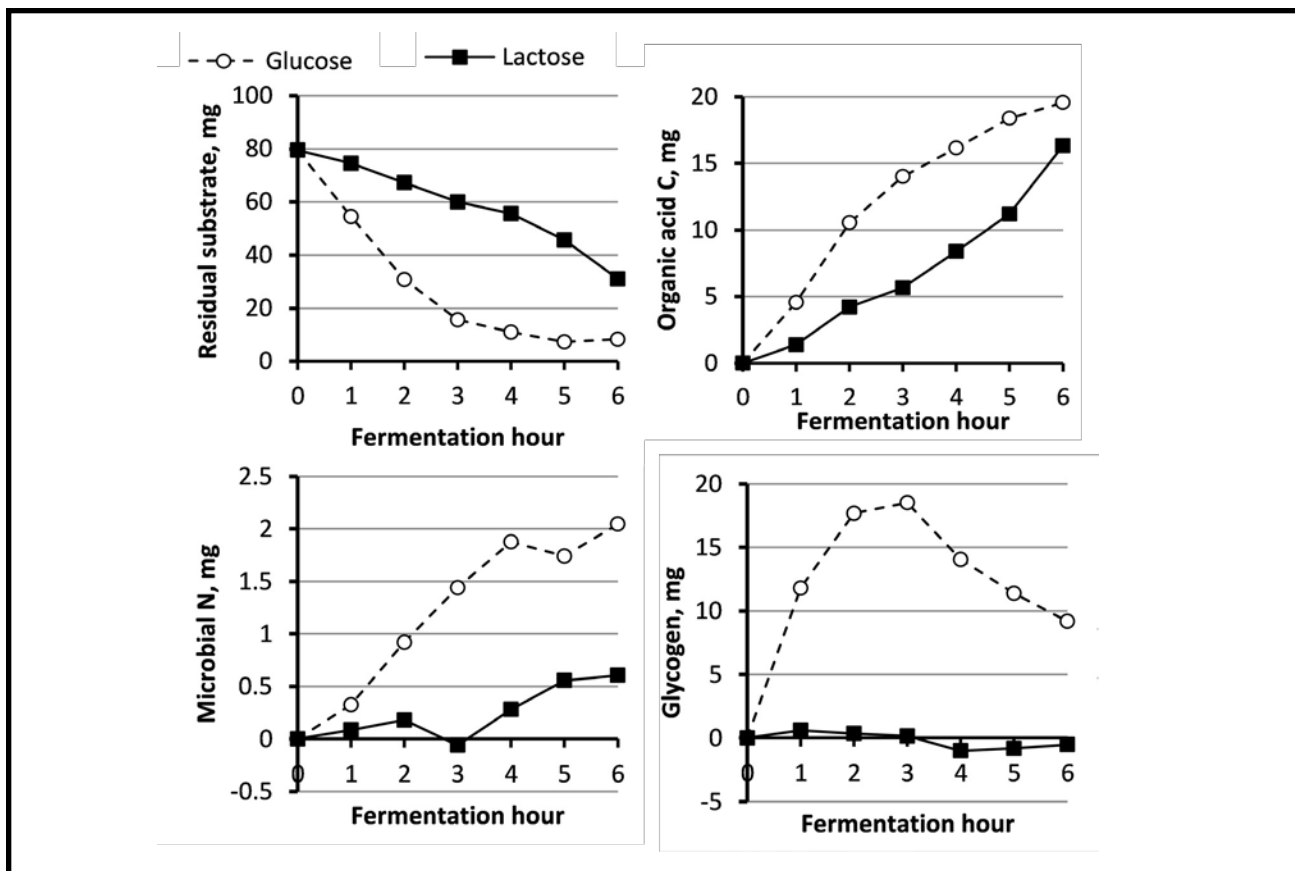 Glucose Lactose
Residual substrate, mg
100
80
60
40
20
0
0 1 2 3 4 5 6
Fermentation hour
Organic acid C, mg
20
15
10
5
0
0 1 2 3 4 5 6
Fermentation hour
Microbial N, mg
2.5
2
1.5
1
0.5
0
-0.5
0 1 2 3 4 5 6
Fermentation hour
Glycogen, mg
20
15
10
5
0
-5
0 1 2 3 4 5 6
Fermentation hour